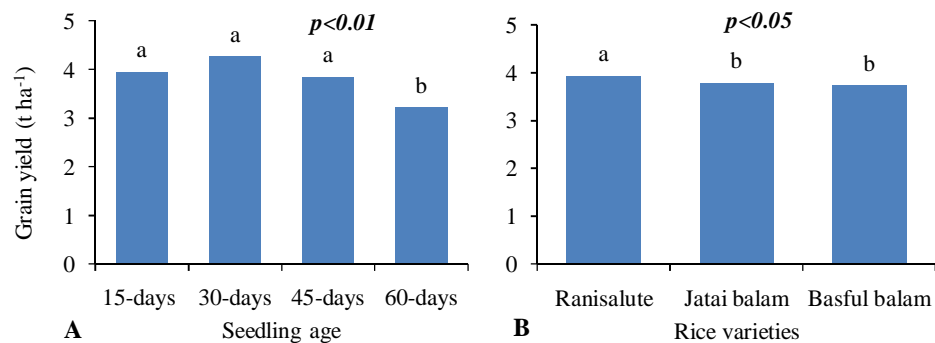 p<0.01
a
a
a
b
5
4
3
2
1
0
Grain yield (t ha⁻¹)
15-days 30-days 45-days 60-days
Seedling age
A
p<0.05
a
b
b
5
4
3
2
1
0
Ranisalute Jatai balam Basful balam
Rice varieties
B